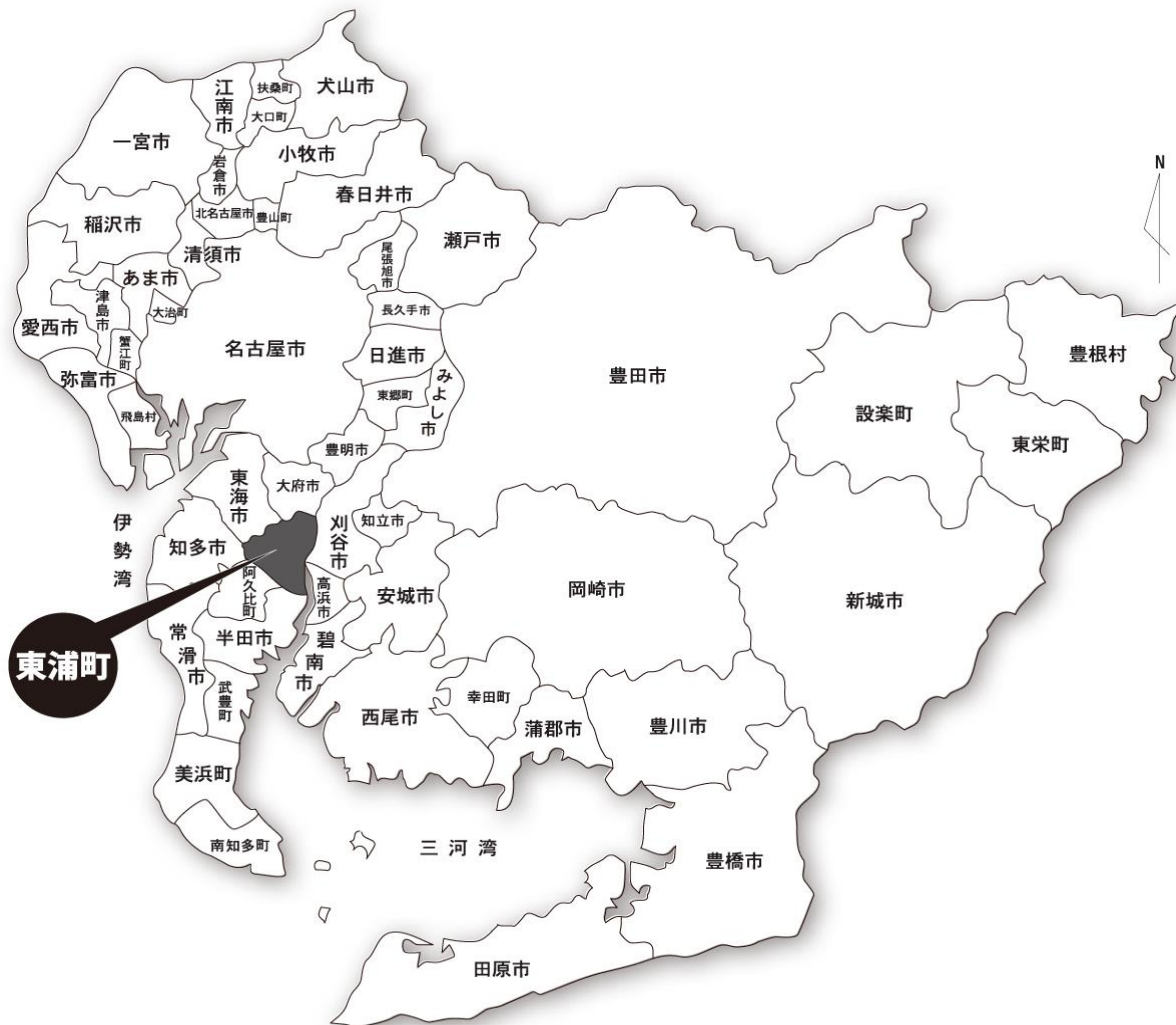 N
犬山市
扶桑町
江南市
大口町
一宮市
小牧市
岩倉市
春日井市
北名古屋市
豊山町
稲沢市
瀬戸市
清須市
尾張旭市
あま市
津島市
大治町
長久手市
愛西市
蟹江町
名古屋市
日進市
みよし市
豊田市
豊根村
弥富市
飛島村
東郷町
設楽町
東栄町
豊明市
東海市
大府市
伊勢湾
刈谷市
知立市
知多市
阿久比町
高浜市
安城市
岡崎市
新城市
東浦町
半田市
碧南市
常滑市
武豊町
西尾市
幸田町
蒲郡市
豊川市
美浜町
南知多町
三河湾
豊橋市
田原市